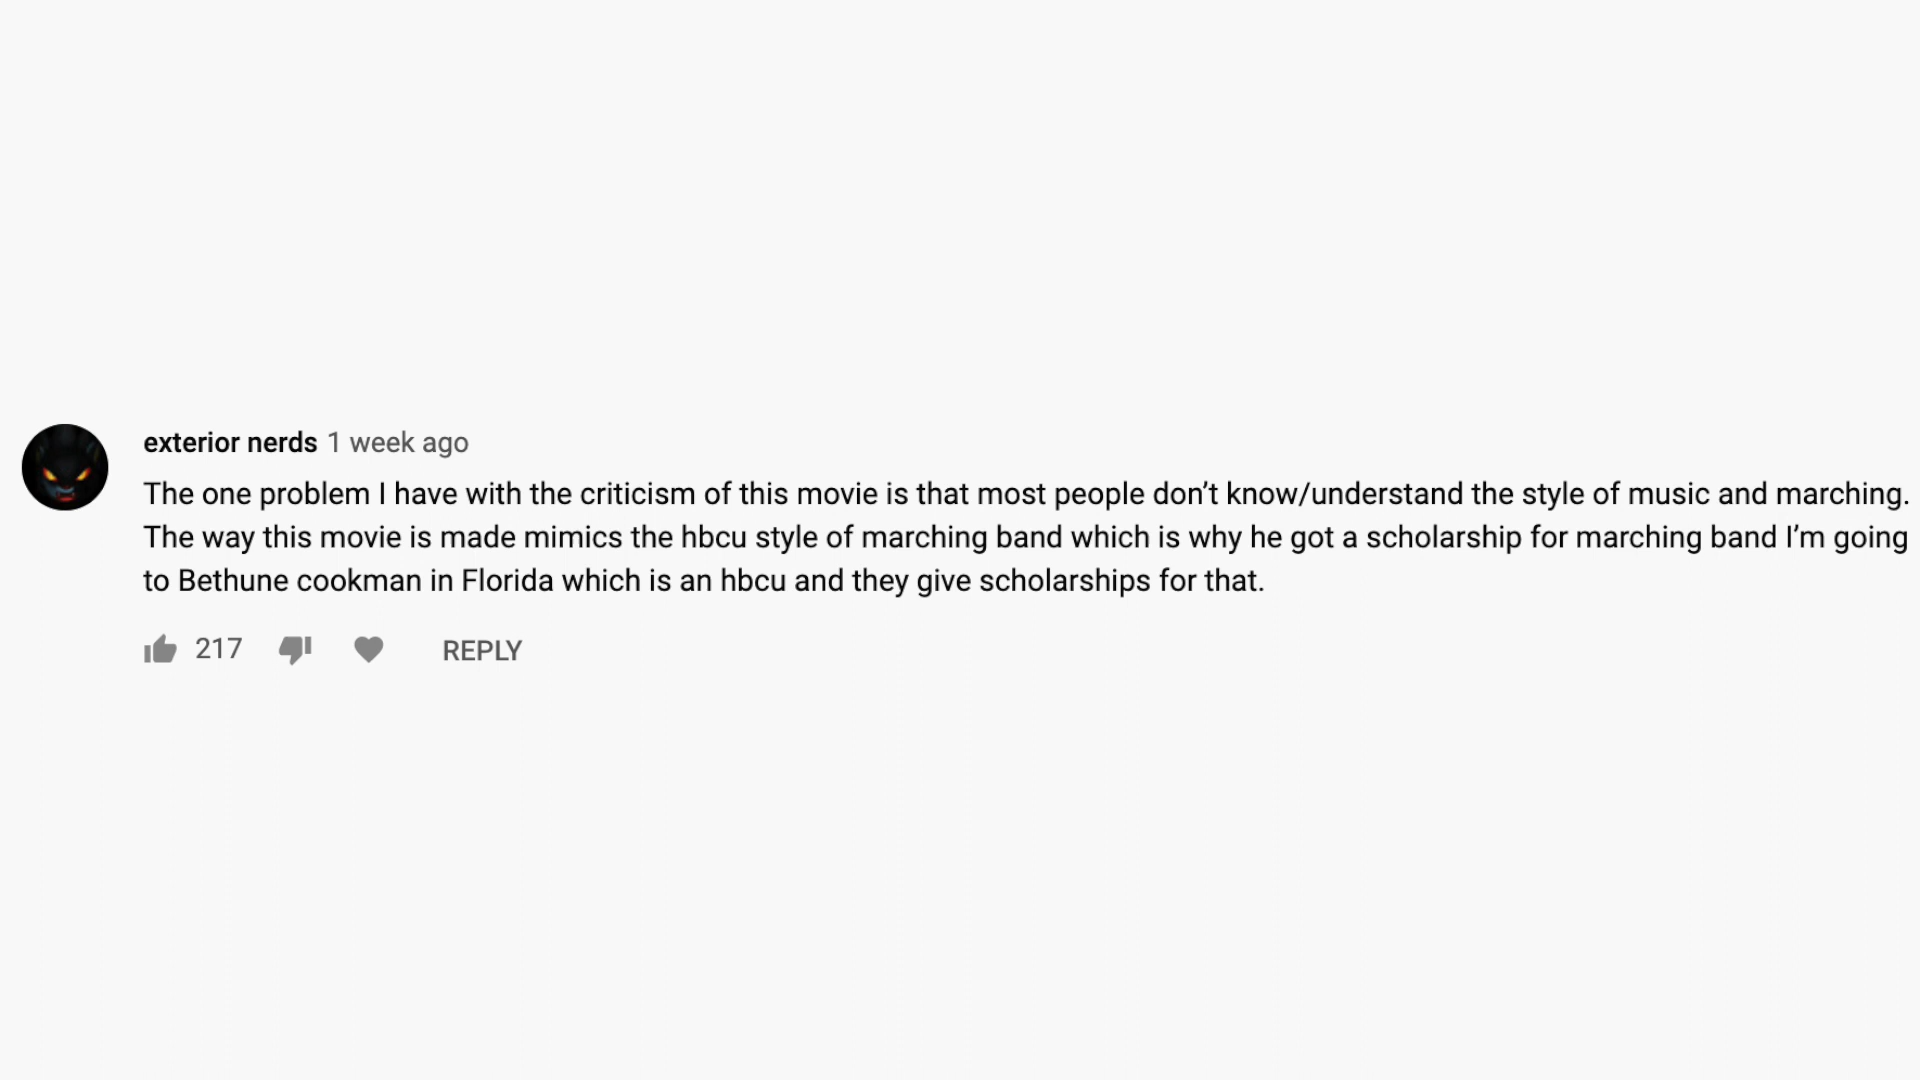 exterior nerds 1 week ago
The one problem I have with the criticism of this movie is that most people don’t know/understand the style of music and marching.
The way this movie is made mimics the hbcu style of marching band which is why he got a scholarship for marching band I’m going
to Bethune cookman in Florida which is an hbcu and they give scholarships for that.
217 REPLY